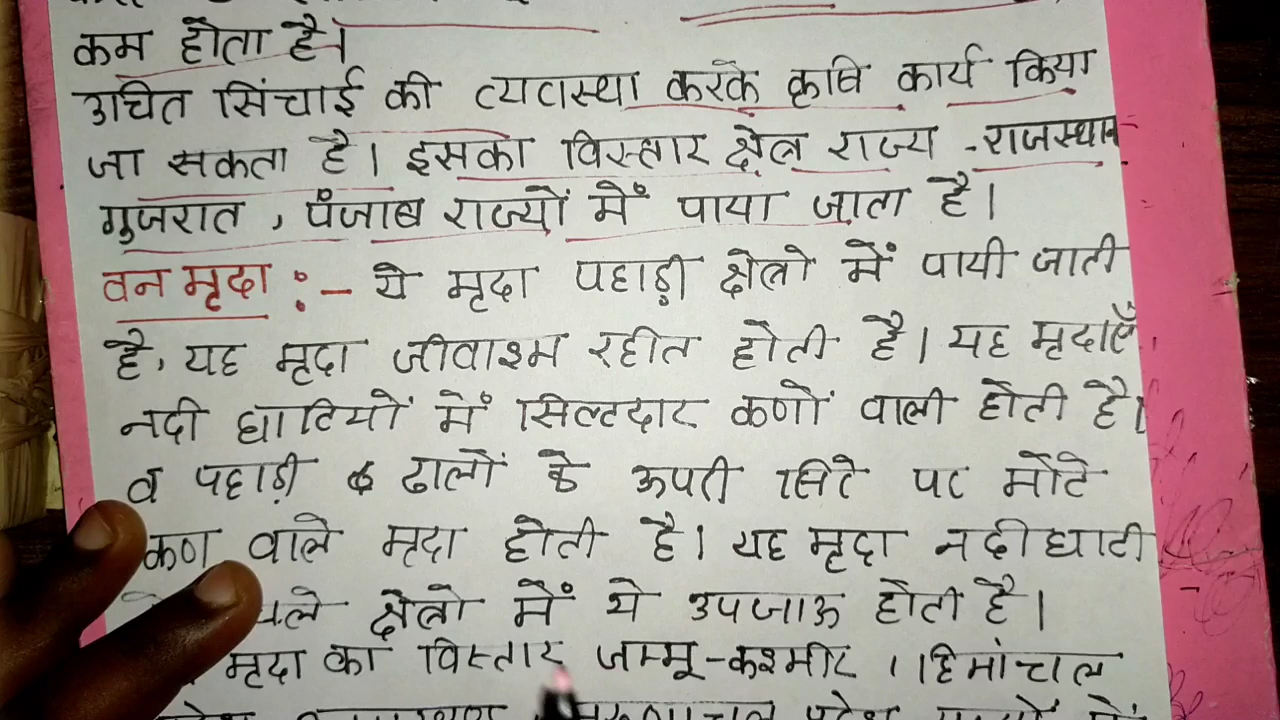 कम होता है।
उचित सिंचाई की व्यवस्था करके कृषि कार्य किया
जा सकता है। इसका विस्तार क्षेत्र राज्य - राजस्थान
गुजरात, पंजाब राज्यों में पाया जाता है।
वन मृदा :- ये मृदा पहाड़ी क्षेत्रो में पायी जाती
है, यह मृदा जीवाश्म रहीत होती है। यह मृदाएँ
नदी घाटियों में सिल्टदार कणों वाली होती है।
व पहाड़ी ढालों के ऊपरी सिरे पर मोटे
कण वाले मृदा होती है। यह मृदा नदी घाटी
क्षेत्रो में ये उपजाऊ होती है।
मृदा का विस्तार जम्मू-कश्मीर, हिमांचल